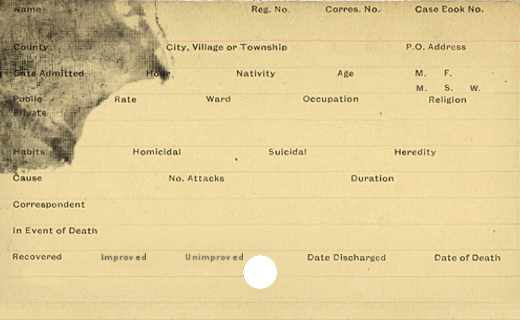 Name Reg. No. Corres. No. Case Book No.
County City, Village or Township P.O. Address
Date Admitted Hour Nativity Age M. F.
M. S. W.
Public Rate Ward Occupation Religion
Private
Habits Homicidal Suicidal Heredity
Cause No. Attacks Duration
Correspondent
In Event of Death
Recovered Improved Unimproved Date Discharged Date of Death